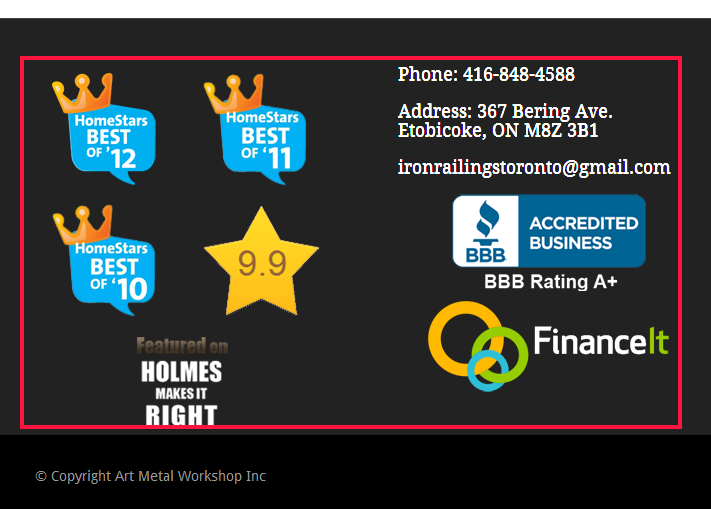 HomeStars
BEST
OF '12
HomeStars
BEST
OF '11
HomeStars
BEST
OF '10
9.9
Featured on
HOLMES
MAKES IT
RIGHT
Phone: 416-848-4588
Address: 367 Bering Ave.
Etobicoke, ON M8Z 3B1
ironrailingstoronto@gmail.com
BBB
ACCREDITED
BUSINESS
BBB Rating A+
FinanceIt
© Copyright Art Metal Workshop Inc